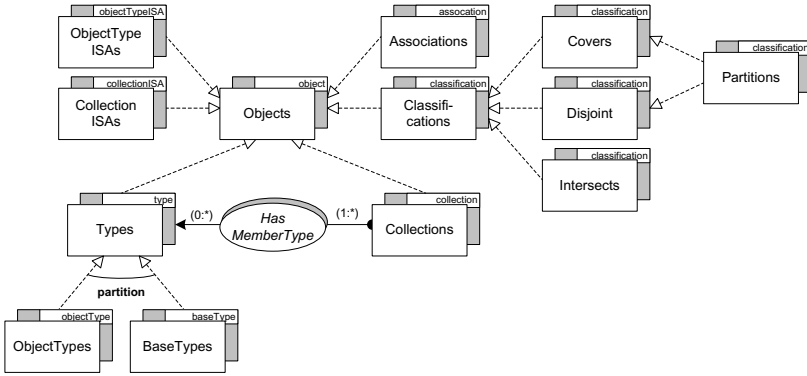 objectTypeISA
ObjectType
ISAs
assocation
Associations
classification
Covers
classification
Partitions
collectionISA
Collection
ISAs
object
Objects
classification
Classifi-
cations
classification
Disjoint
classification
Intersects
type
Types
(0:*)
Has
MemberType
(1:*)
collection
Collections
partition
objectType
ObjectTypes
baseType
BaseTypes